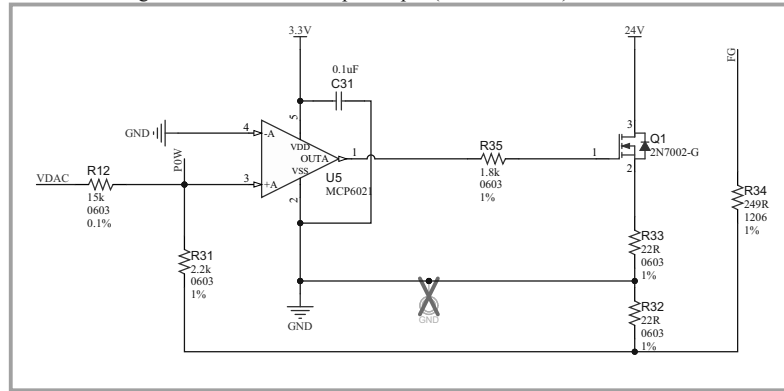 3.3V
24V
FG
0.1uF
C31
GND
4
-A
5
VDD
OUTA
1
VSS
3
+A
2
U5
MCP6021
P0W
VDAC
R12
15k
0603
0.1%
R31
2.2k
0603
1%
R35
1.8k
0603
1%
1
3
Q1
2N7002-G
2
R34
249R
1206
1%
R33
22R
0603
1%
R32
22R
0603
1%
GND
GND